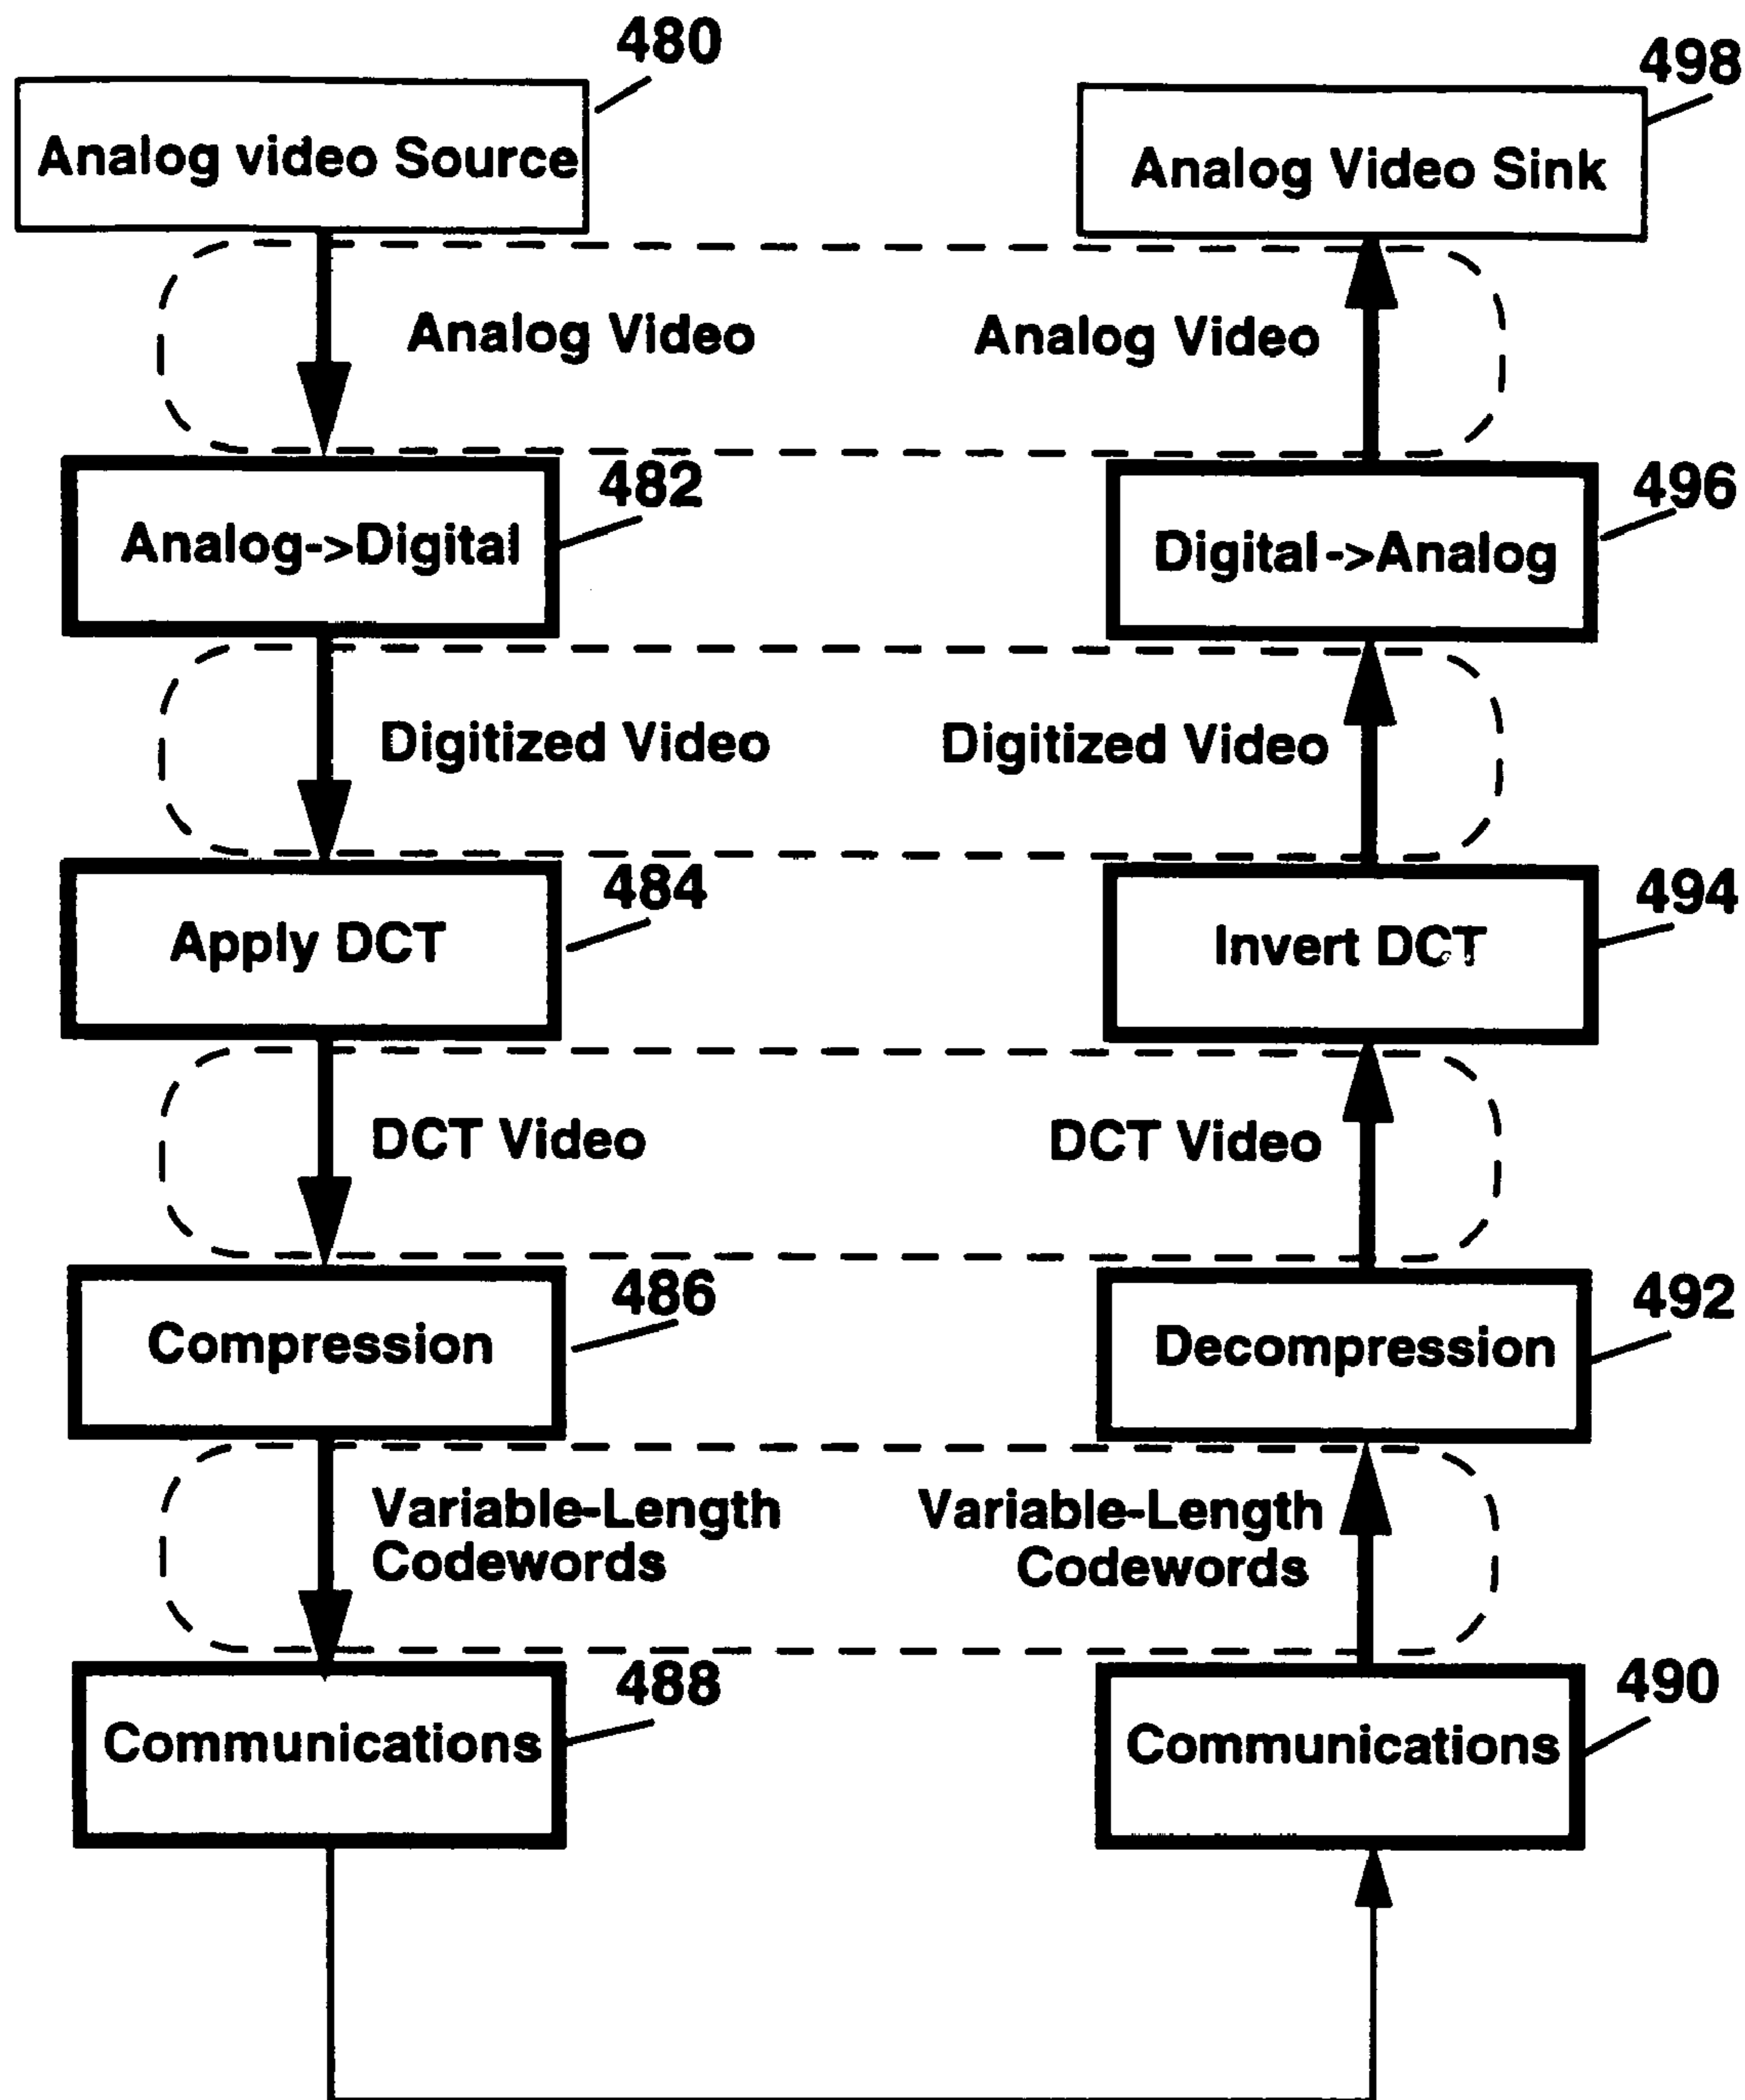 480
498
Analog video Source
Analog Video Sink
Analog Video
Analog Video
482
496
Analog->Digital
Digital->Analog
Digitized Video
Digitized Video
484
494
Apply DCT
Invert DCT
DCT Video
DCT Video
486
492
Compression
Decompression
Variable-Length
Codewords
Variable-Length
Codewords
488
490
Communications
Communications